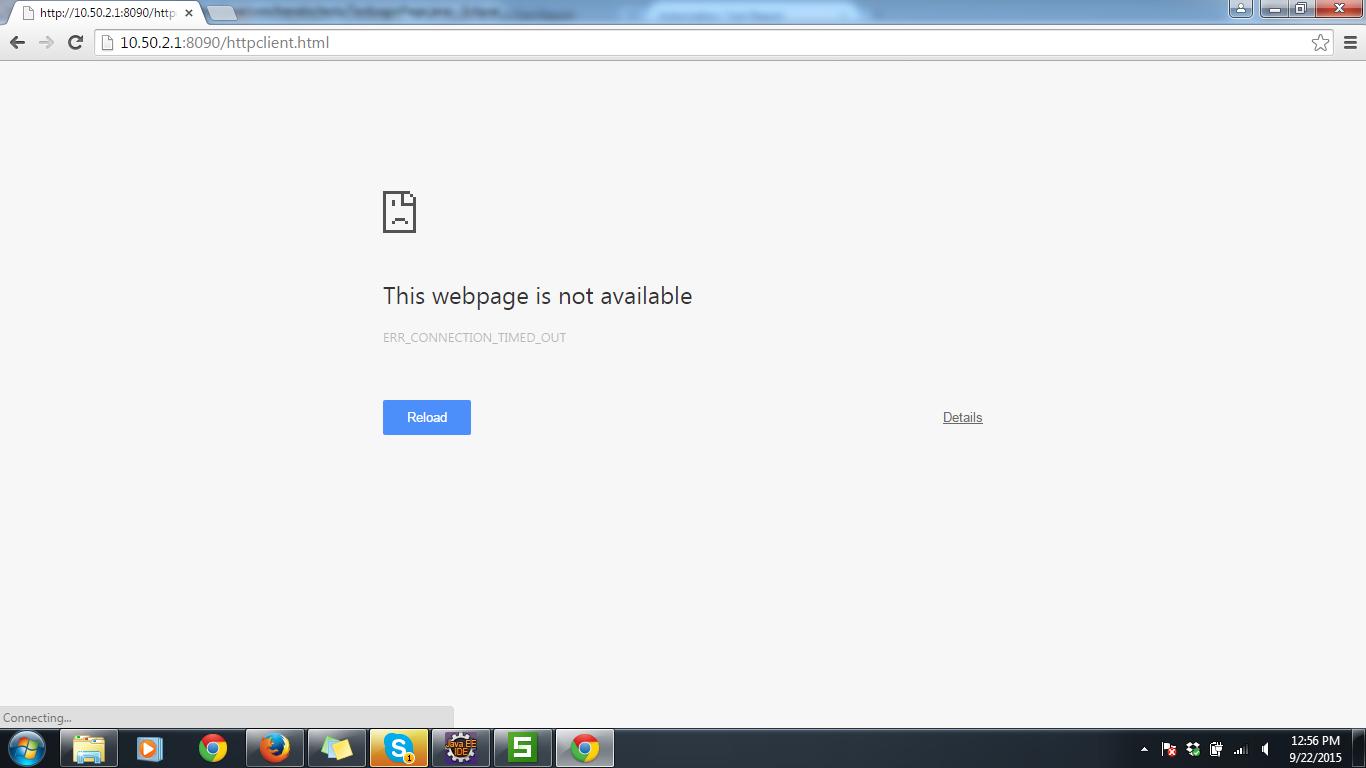 http://10.50.2.1:8090/http
10.50.2.1:8090/httpclient.html
This webpage is not available
ERR_CONNECTION_TIMED_OUT
Reload
Details
Connecting...
1
Java EE
IDE
S
12:56 PM
9/22/2015